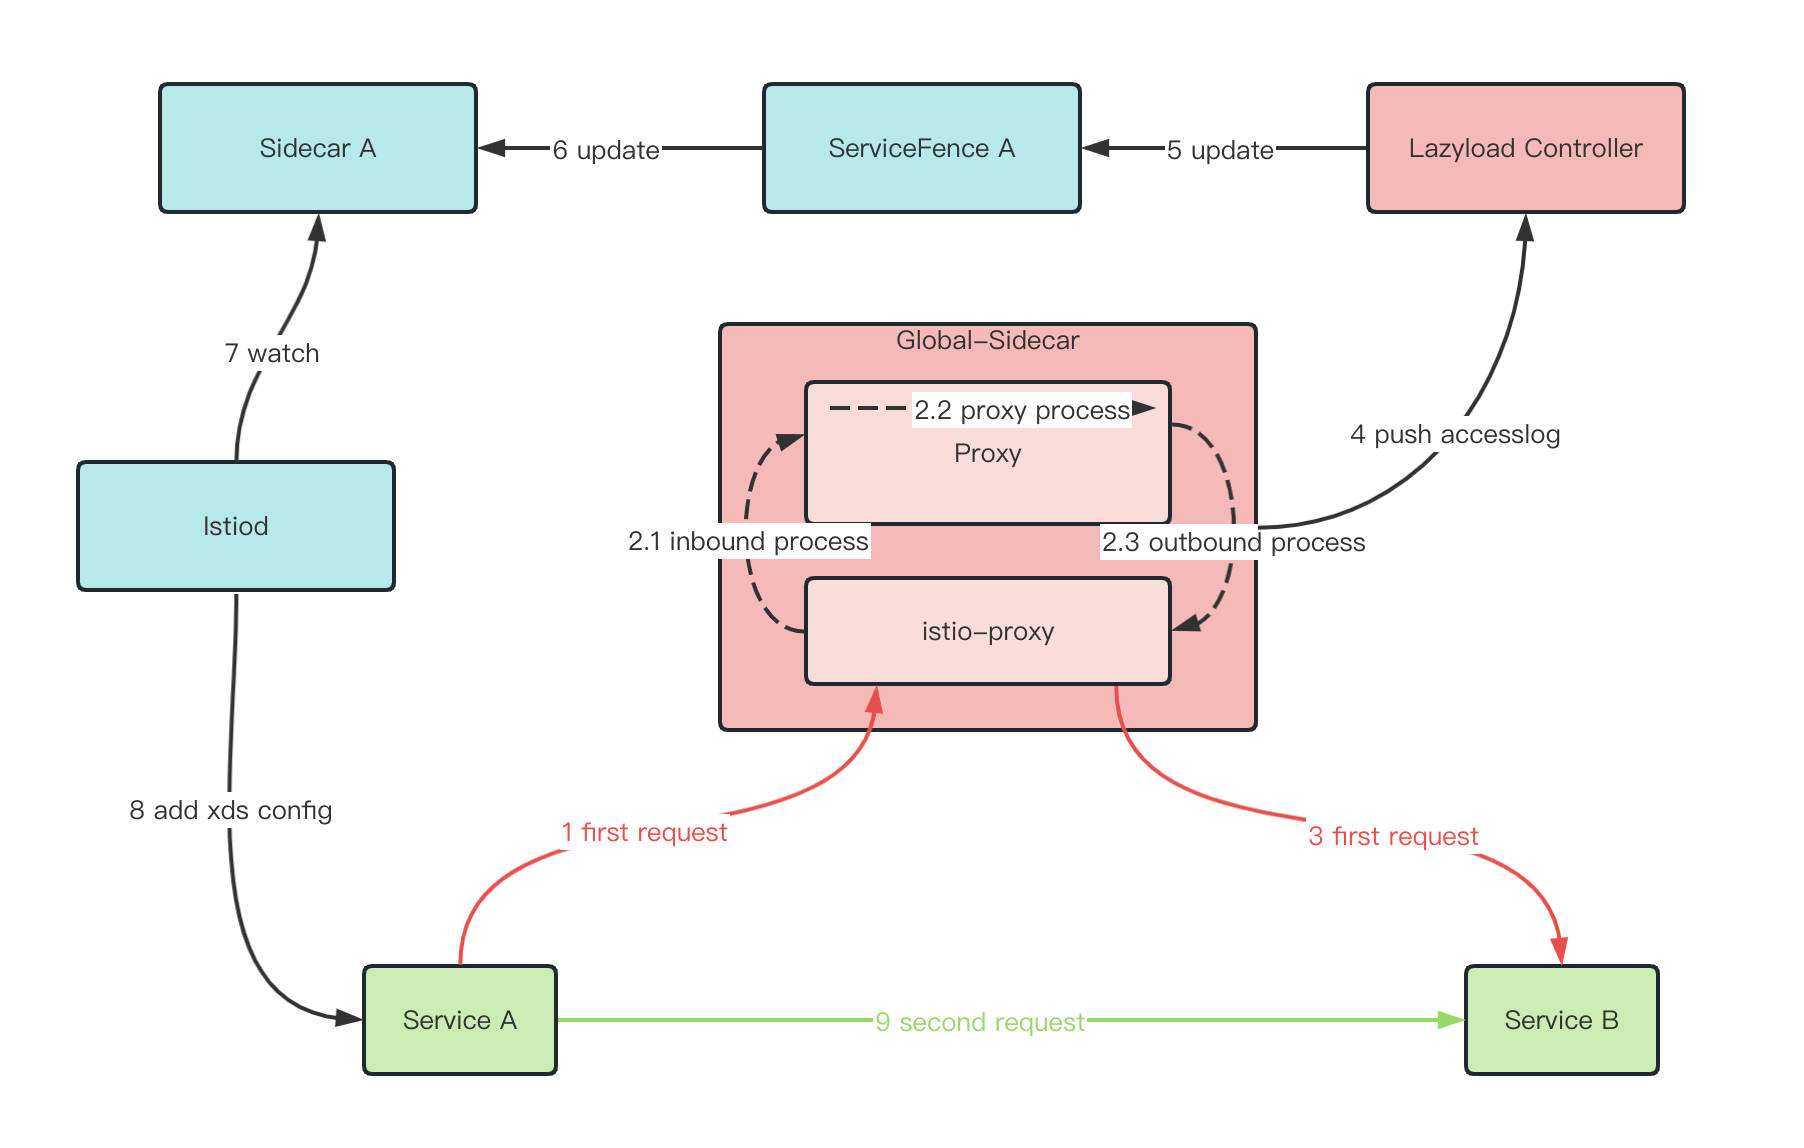 Sidecar A
6 update
ServiceFence A
5 update
Lazyload Controller
7 watch
Global-Sidecar
2.2 proxy process
Proxy
4 push accesslog
Istiod
2.1 inbound process
2.3 outbound process
istio-proxy
8 add xds config
1 first request
3 first request
Service A
9 second request
Service B